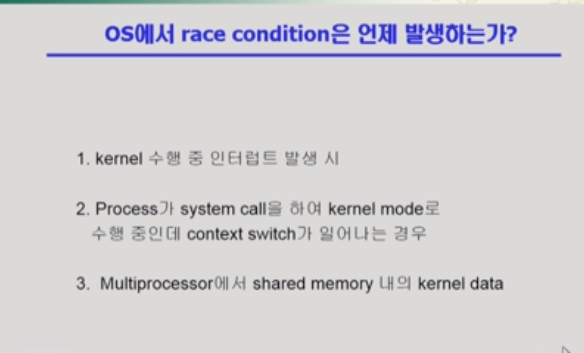 OS에서 race condition은 언제 발생하는가?
1. kernel 수행 중 인터럽트 발생 시
2. Process가 system call을 하여 kernel mode로
수행 중인데 context switch가 일어나는 경우
3. Multiprocessor에서 shared memory 내의 kernel data